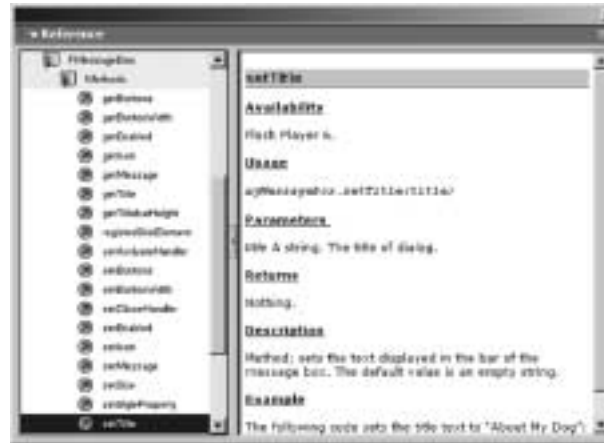 Reference
FMessageBox
Methods
getButtons
getButtonWidth
getEnabled
getIcon
getMessage
getTitle
getTitlebarHeight
registerSkinElement
setActivateHandler
setButtons
setButtonWidth
setCloseHandler
setEnabled
setIcon
setMessage
setSize
setStyleProperty
setTitle
setTitle
Availability
Flash Player 6.
Usage
myMessageBox.setTitle(title)
Parameters
title A string. The title of dialog.
Returns
Nothing.
Description
Method; sets the text displayed in the bar of the
message box. The default value is an empty string.
Example
The following code sets the title text to "About My Dog":